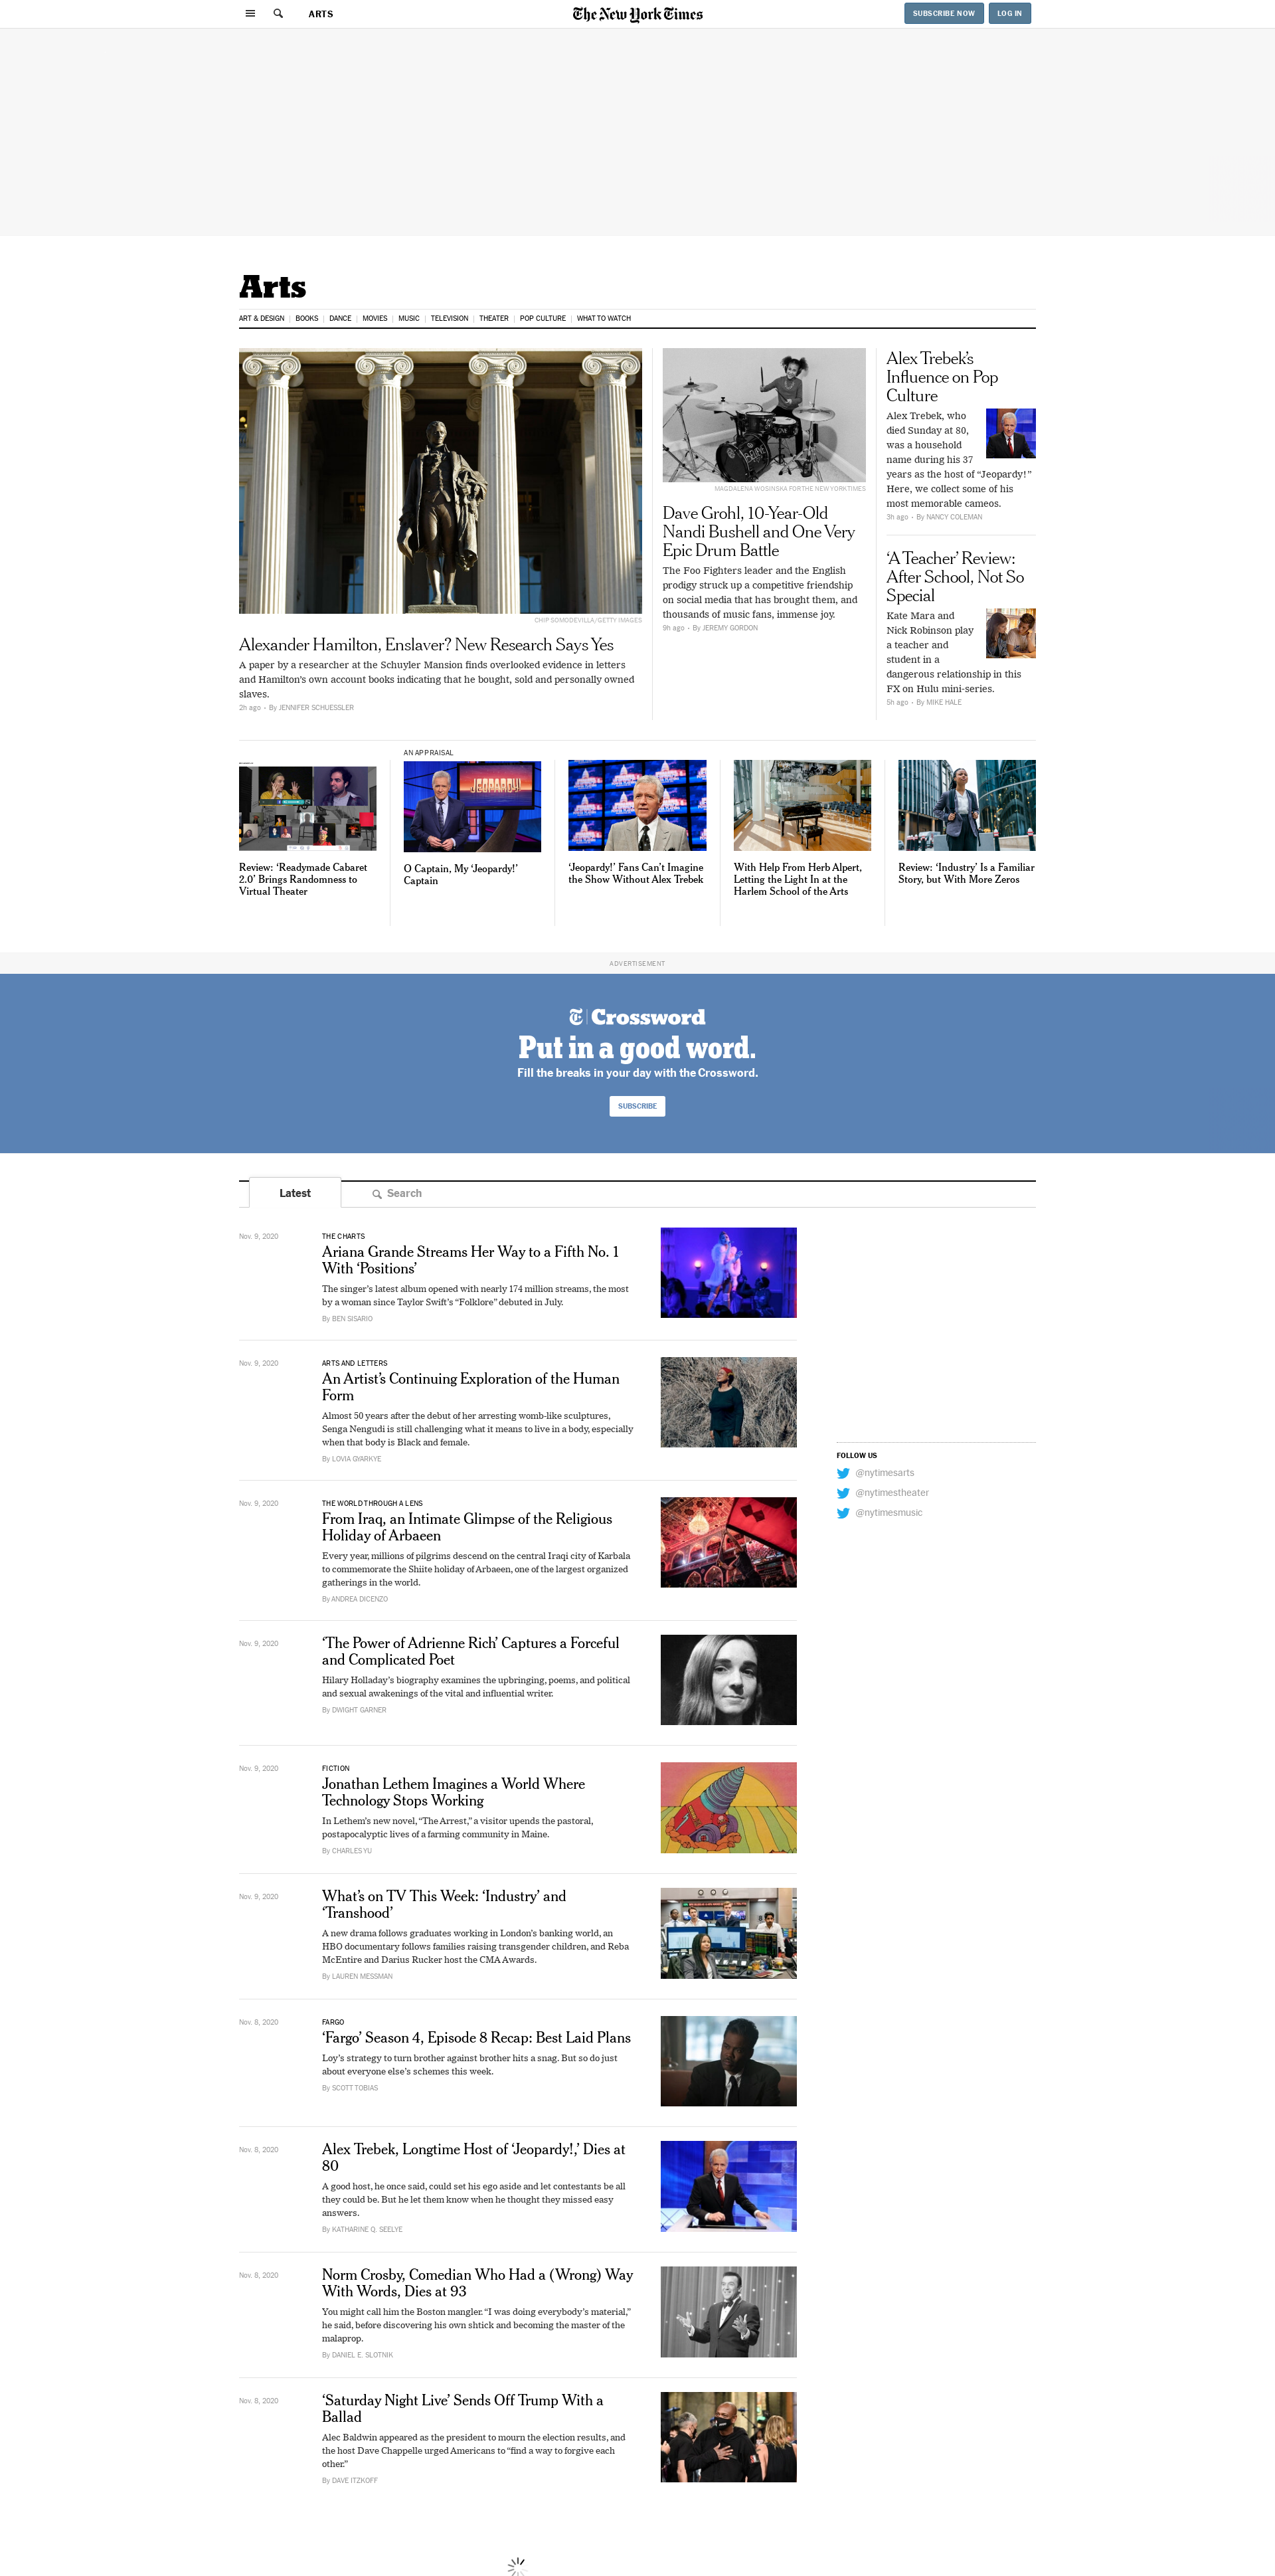 ARTS
The New York Times
SUBSCRIBE NOW
LOG IN
Arts
ART & DESIGN
BOOKS
DANCE
MOVIES
MUSIC
TELEVISION
THEATER
POP CULTURE
WHAT TO WATCH
CHIP SOMODEVILLA/GETTY IMAGES
Alexander Hamilton, Enslaver? New Research Says Yes
A paper by a researcher at the Schuyler Mansion finds overlooked evidence in letters
and Hamilton's own account books indicating that he bought, sold and personally owned
slaves.
2h ago • By JENNIFER SCHUESSLER
MAGDALENA WOSINSKA FOR THE NEW YORK TIMES
Dave Grohl, 10-Year-Old
Nandi Bushell and One Very
Epic Drum Battle
The Foo Fighters leader and the English
prodigy struck up a competitive friendship
on social media that has brought them, and
thousands of music fans, immense joy.
9h ago • By JEREMY GORDON
Alex Trebek's
Influence on Pop
Culture
Alex Trebek, who
died Sunday at 80,
was a household
name during his 37
years as the host of “Jeopardy!”
Here, we collect some of his
most memorable cameos.
3h ago • By NANCY COLEMAN
‘A Teacher’ Review:
After School, Not So
Special
Kate Mara and
Nick Robinson play
a teacher and
student in a
dangerous relationship in this
FX on Hulu mini-series.
5h ago • By MIKE HALE
Review: ‘Readymade Cabaret
2.0’ Brings Randomness to
Virtual Theater
AN APPRAISAL
JEOPARDY!
O Captain, My ‘Jeopardy!’
Captain
‘Jeopardy!’ Fans Can’t Imagine
the Show Without Alex Trebek
With Help From Herb Alpert,
Letting the Light In at the
Harlem School of the Arts
Review: ‘Industry’ Is a Familiar
Story, but With More Zeros
ADVERTISEMENT
T Crossword
Put in a good word.
Fill the breaks in your day with the Crossword.
SUBSCRIBE
Latest
Search
Nov. 9, 2020
THE CHARTS
Ariana Grande Streams Her Way to a Fifth No. 1
With ‘Positions’
The singer’s latest album opened with nearly 174 million streams, the most
by a woman since Taylor Swift’s “Folklore” debuted in July.
By BEN SISARIO
Nov. 9, 2020
ARTS AND LETTERS
An Artist’s Continuing Exploration of the Human
Form
Almost 50 years after the debut of her arresting womb-like sculptures,
Senga Nengudi is still challenging what it means to live in a body, especially
when that body is Black and female.
By LOVIA GYARKYE
Nov. 9, 2020
THE WORLD THROUGH A LENS
From Iraq, an Intimate Glimpse of the Religious
Holiday of Arbaeen
Every year, millions of pilgrims descend on the central Iraqi city of Karbala
to commemorate the Shiite holiday of Arbaeen, one of the largest organized
gatherings in the world.
By ANDREA DICENZO
Nov. 9, 2020
‘The Power of Adrienne Rich’ Captures a Forceful
and Complicated Poet
Hilary Holladay’s biography examines the upbringing, poems, and political
and sexual awakenings of the vital and influential writer.
By DWIGHT GARNER
Nov. 9, 2020
FICTION
Jonathan Lethem Imagines a World Where
Technology Stops Working
In Lethem’s new novel, “The Arrest,” a visitor upends the pastoral,
postapocalyptic lives of a farming community in Maine.
By CHARLES YU
Nov. 9, 2020
What’s on TV This Week: ‘Industry’ and
‘Transhood’
A new drama follows graduates working in London’s banking world, an
HBO documentary follows families raising transgender children, and Reba
McEntire and Darius Rucker host the CMA Awards.
By LAUREN MESSMAN
Nov. 8, 2020
FARGO
‘Fargo’ Season 4, Episode 8 Recap: Best Laid Plans
Loy’s strategy to turn brother against brother hits a snag. But so do just
about everyone else’s schemes this week.
By SCOTT TOBIAS
Nov. 8, 2020
Alex Trebek, Longtime Host of ‘Jeopardy!,’ Dies at
80
A good host, he once said, could set his ego aside and let contestants be all
they could be. But he let them know when he thought they missed easy
answers.
By KATHARINE Q. SEELYE
Nov. 8, 2020
Norm Crosby, Comedian Who Had a (Wrong) Way
With Words, Dies at 93
You might call him the Boston mangler. “I was doing everybody’s material,”
he said, before discovering his own shtick and becoming the master of the
malaprop.
By DANIEL E. SLOTNIK
Nov. 8, 2020
‘Saturday Night Live’ Sends Off Trump With a
Ballad
Alec Baldwin appeared as the president to mourn the election results, and
the host Dave Chappelle urged Americans to “find a way to forgive each
other.”
By DAVE ITZKOFF
FOLLOW US
@nytimesarts
@nytimestheater
@nytimesmusic